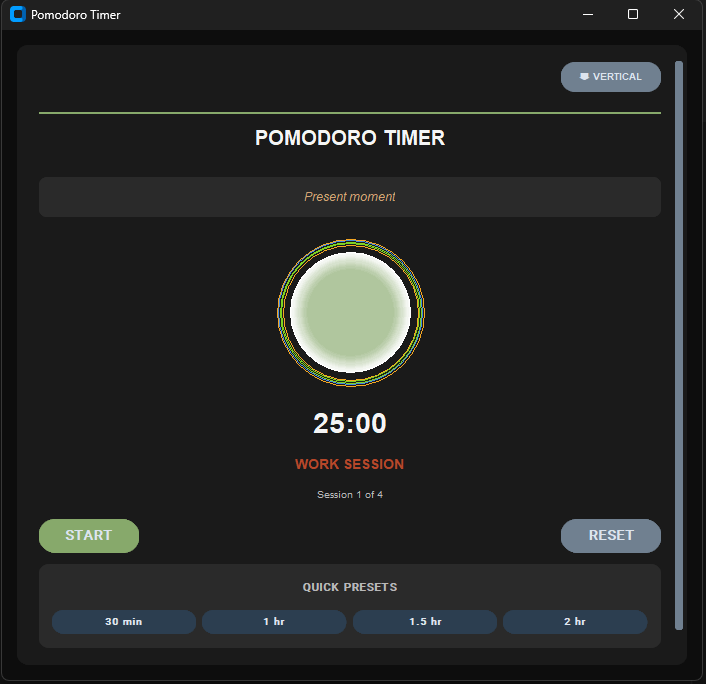 Pomodoro Timer
VERTICAL
POMODORO TIMER
Present moment
25:00
WORK SESSION
Session 1 of 4
START
RESET
QUICK PRESETS
30 min
1 hr
1.5 hr
2 hr